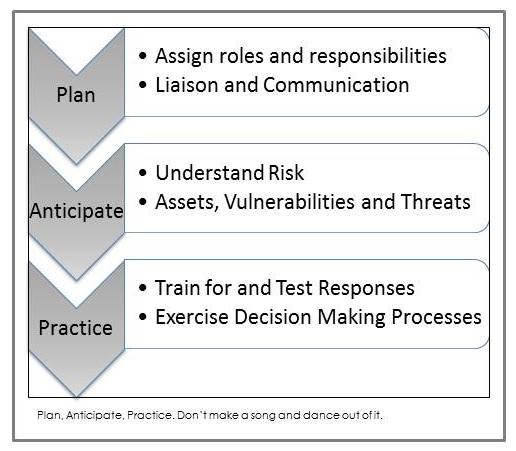 Plan
• Assign roles and responsibilities
• Liaison and Communication
Anticipate
• Understand Risk
• Assets, Vulnerabilities and Threats
Practice
• Train for and Test Responses
• Exercise Decision Making Processes
Plan, Anticipate, Practice. Don't make a song and dance out of it.